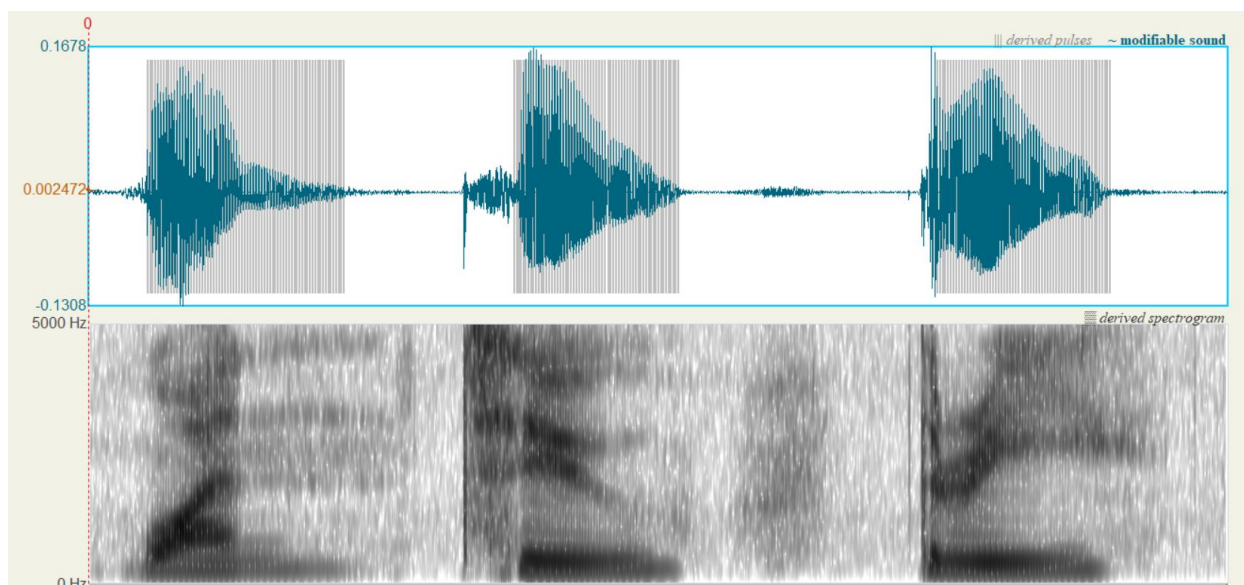 0
0.1678
||| derived pulses ~ modifiable sound
0.002472
-0.1308
5000 Hz
derived spectrogram
0 Hz